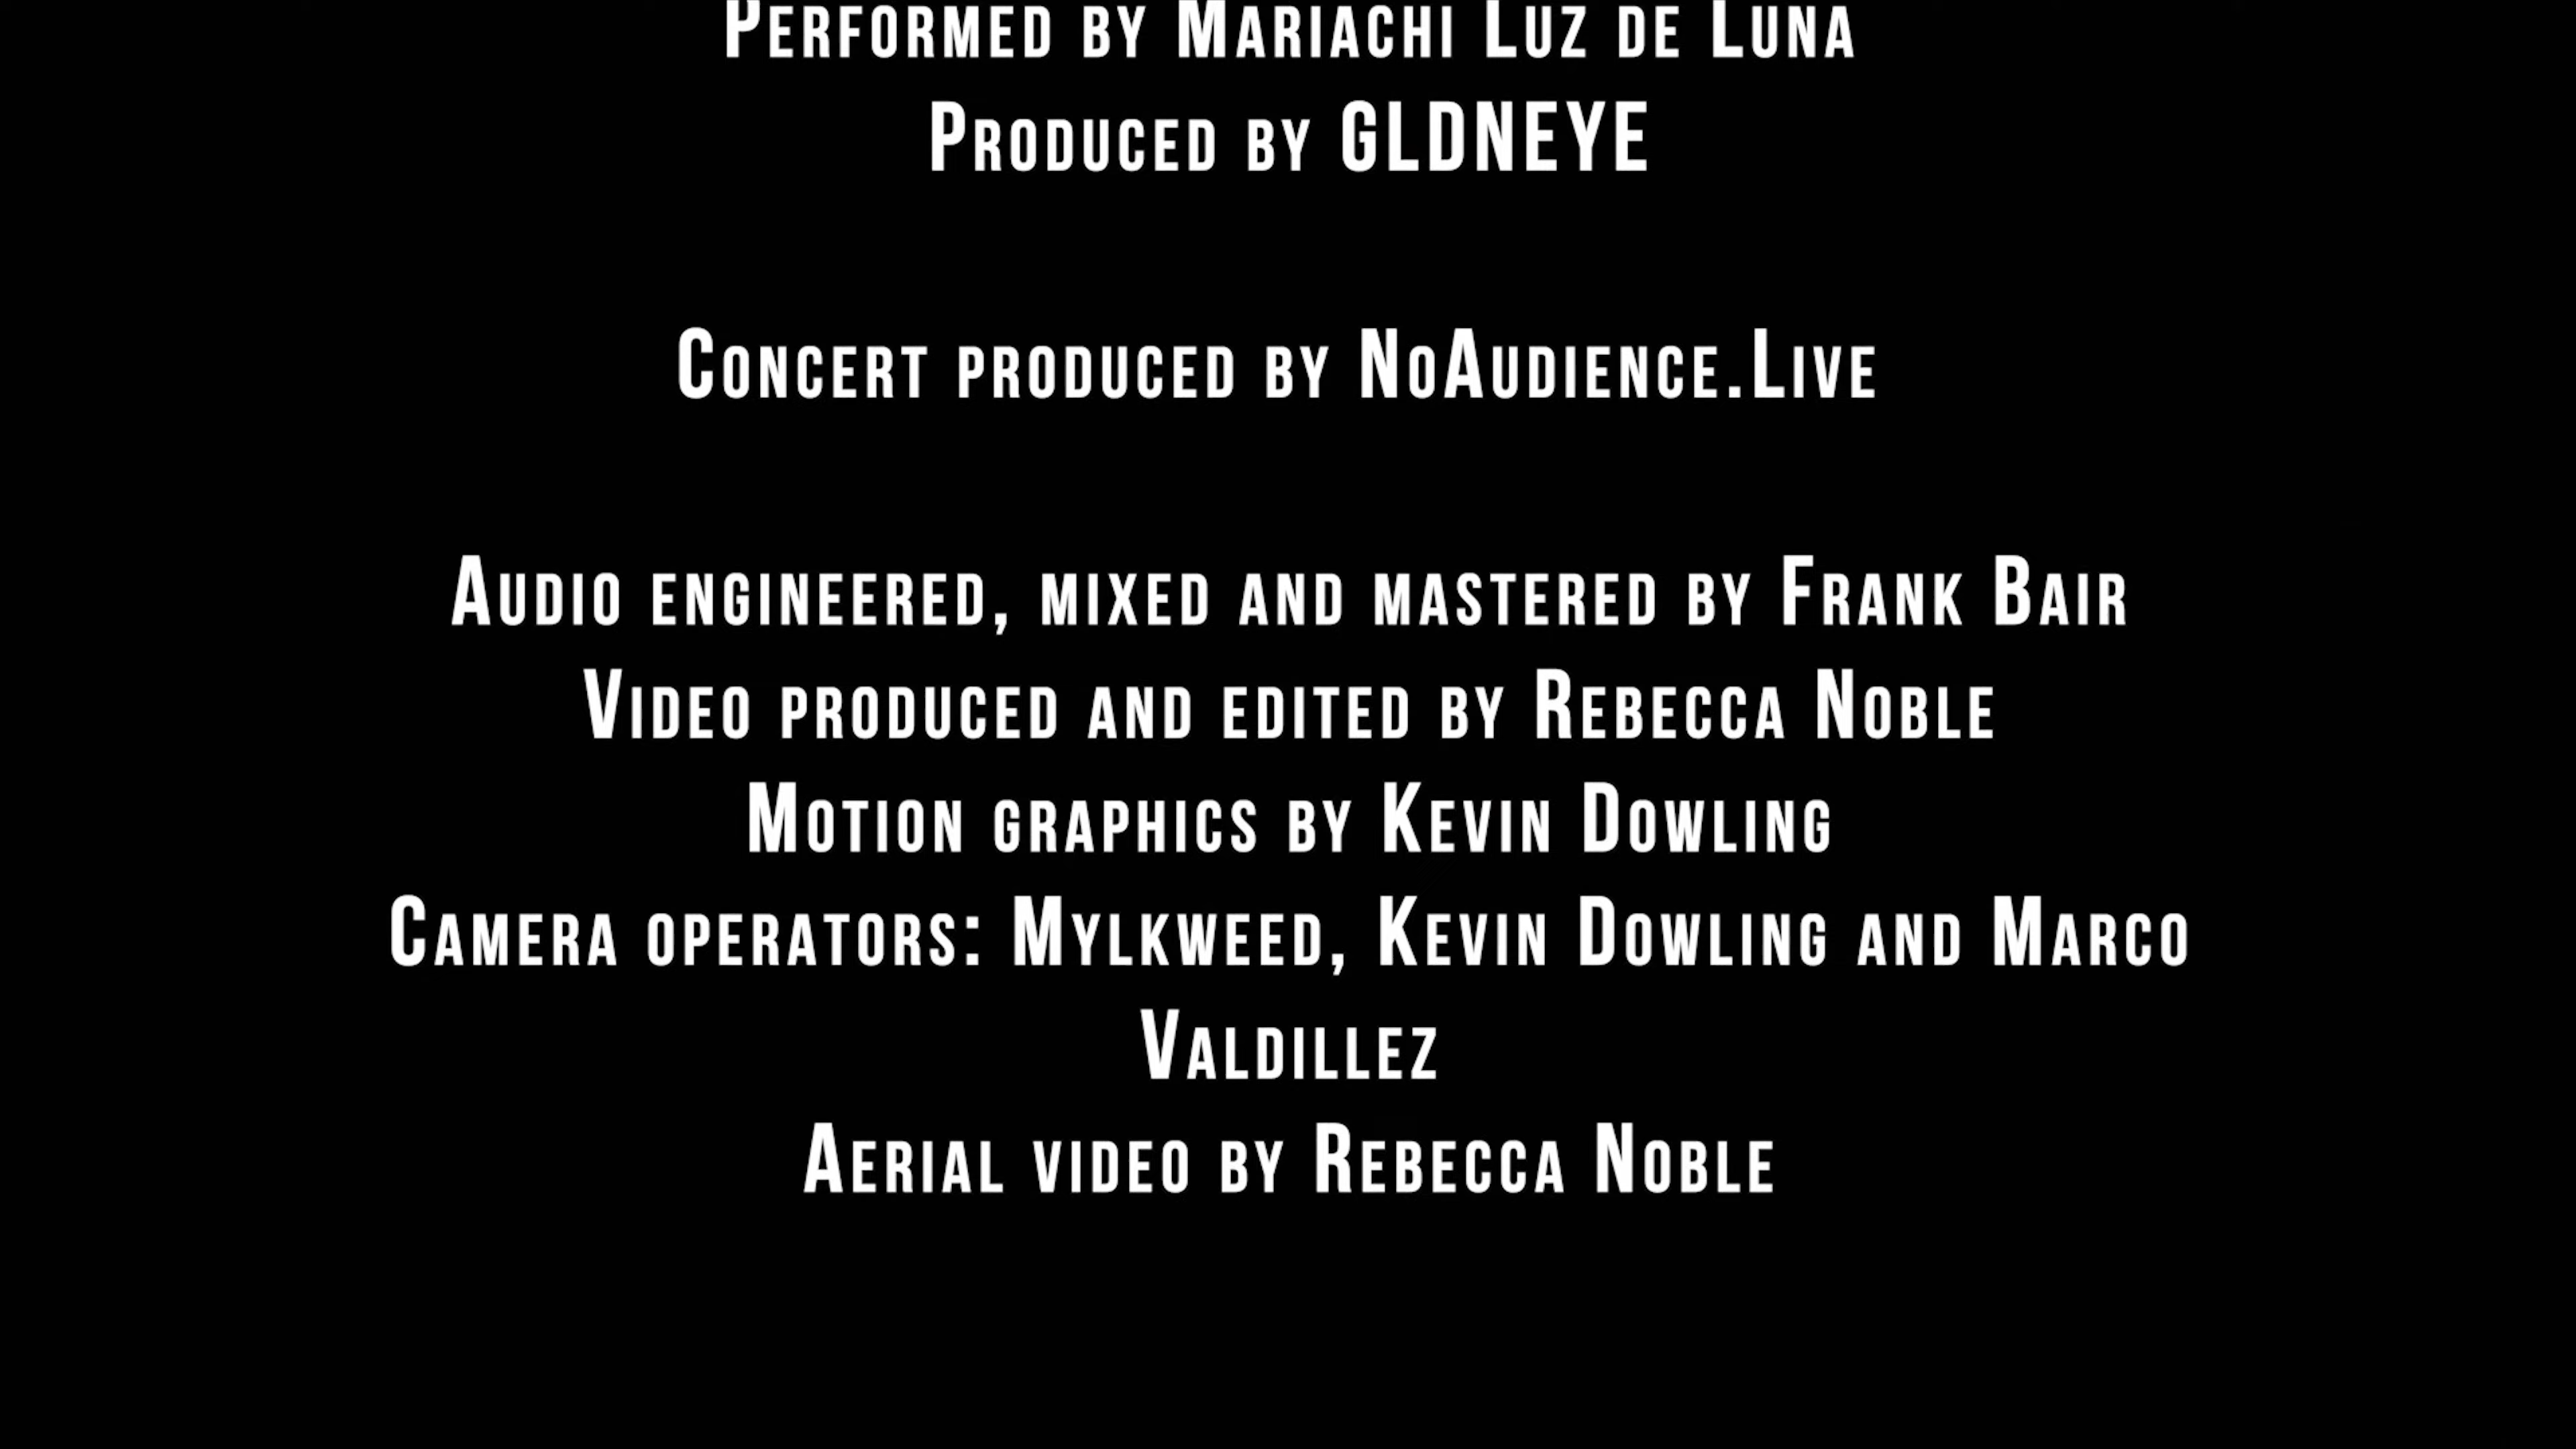 Performed by Mariachi Luz de Luna
Produced by GLDNEYE
Concert produced by NoAudience.Live
Audio engineered, mixed and mastered by Frank Bair
Video produced and edited by Rebecca Noble
Motion graphics by Kevin Dowling
Camera operators: Mylkweed, Kevin Dowling and Marco
Valdillez
Aerial video by Rebecca Noble